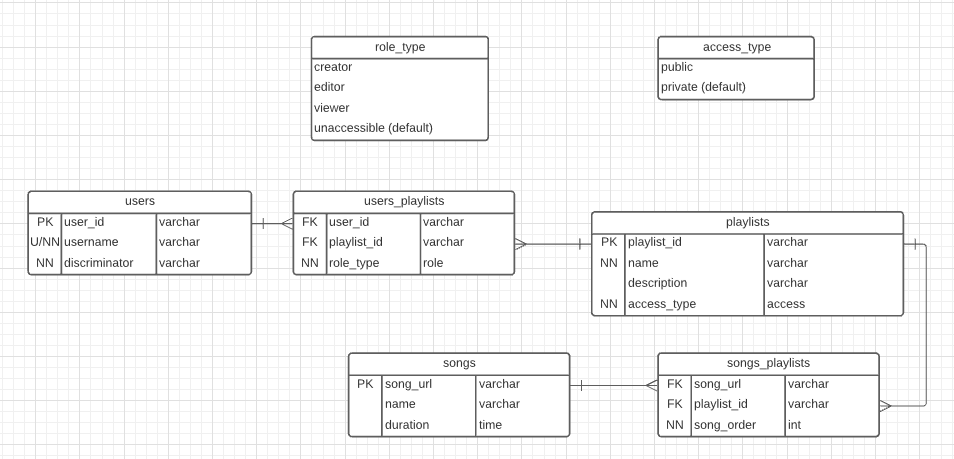 role_type
creator
editor
viewer
unaccessible (default)
access_type
public
private (default)
users
PK user_id varchar
U/NN username varchar
NN discriminator varchar
users_playlists
FK user_id varchar
FK playlist_id varchar
NN role_type role
playlists
PK playlist_id varchar
NN name varchar
description varchar
NN access_type access
songs
PK song_url varchar
name varchar
duration time
songs_playlists
FK song_url varchar
FK playlist_id varchar
NN song_order int